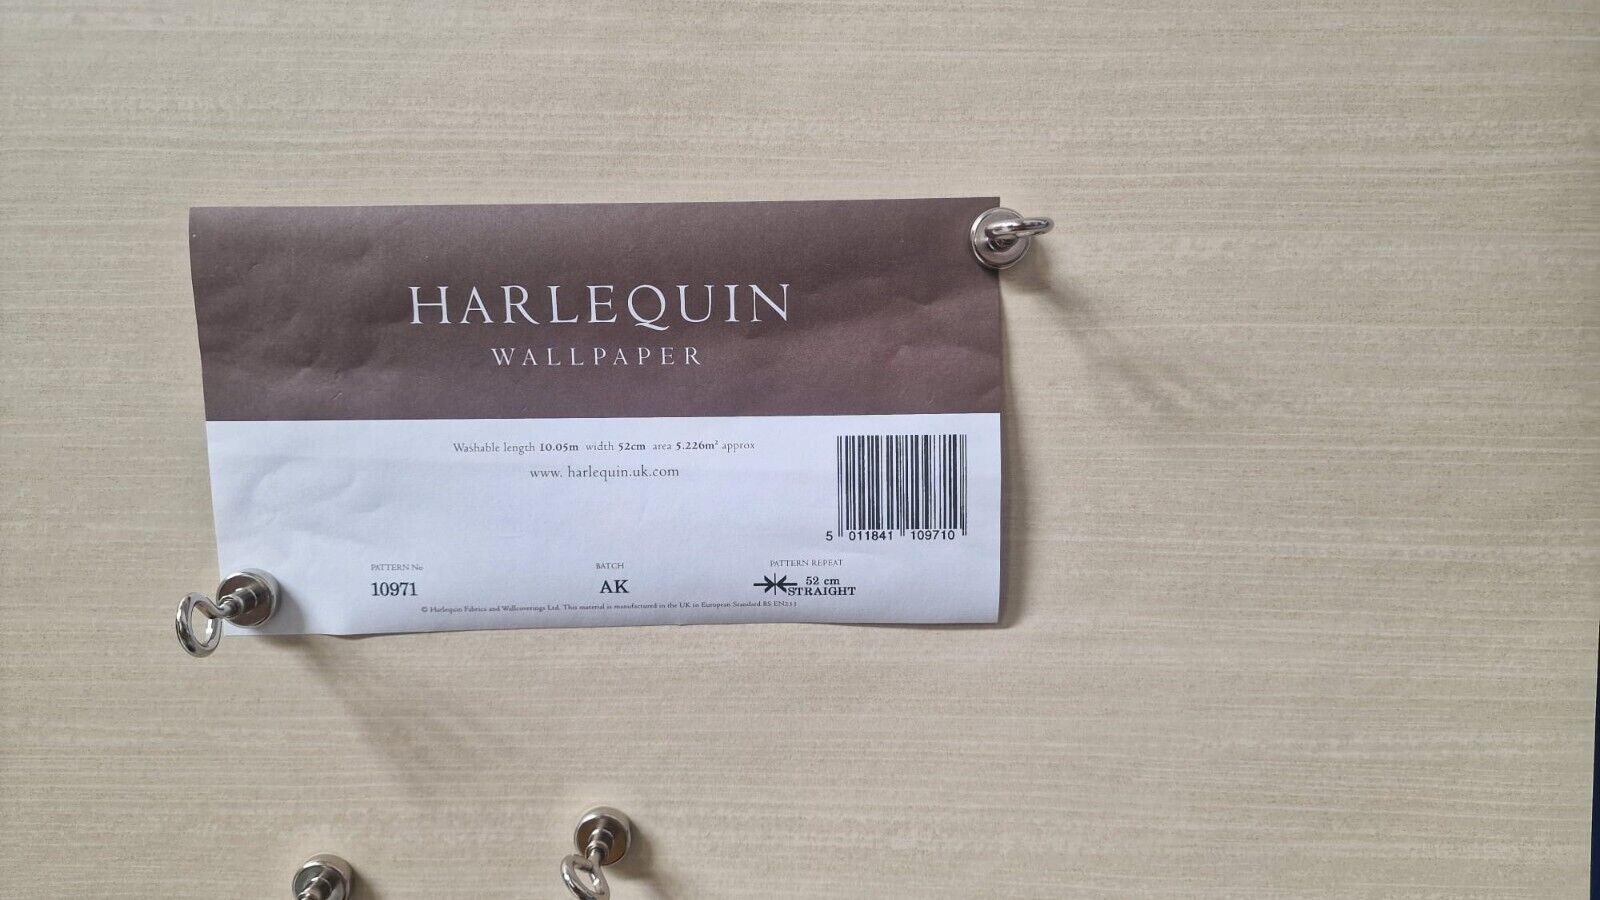 HARLEQUIN
WALLPAPER
Washable length 10.05m width 52cm area 5.226m² approx
www. harlequin.uk.com
5 011841 109710
PATTERN No
10971
BATCH
AK
PATTERN REPEAT
52 cm
STRAIGHT
© Harlequin Fabrics and Wallcoverings Ltd. This material is manufactured in the UK to European Standard BS EN233